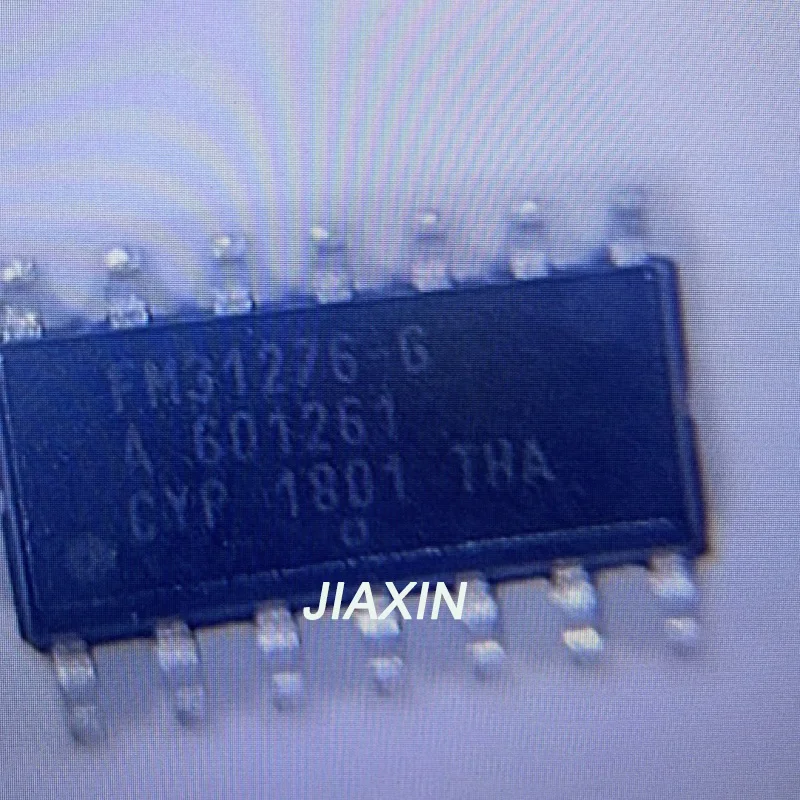 FM31276-G
A 601261
CYP 1801 THA
JIAXIN